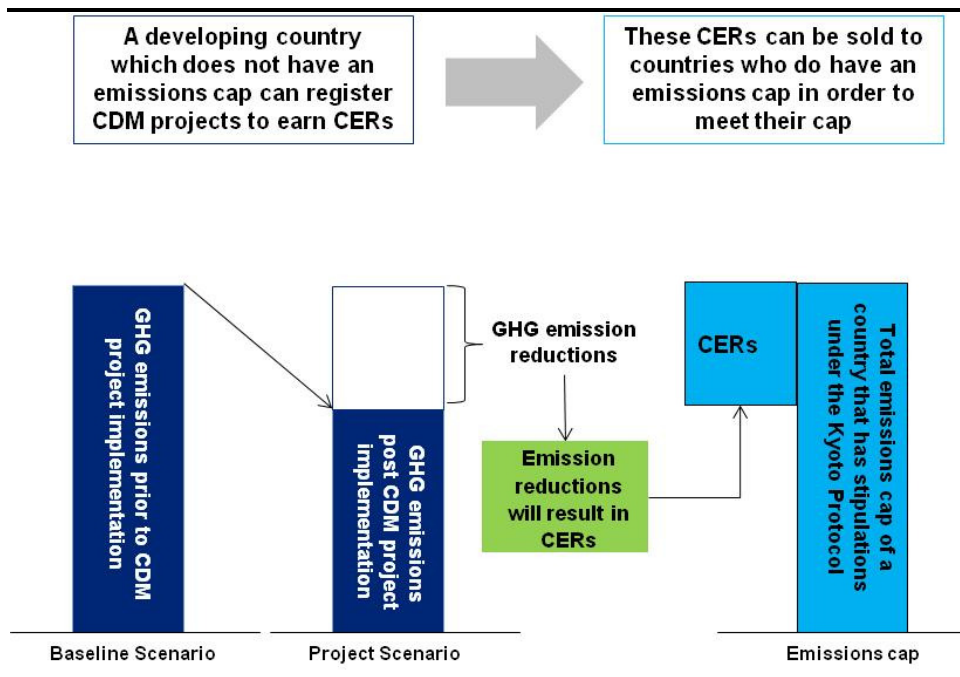 A developing country
which does not have an
emissions cap can register
CDM projects to earn CERs
These CERs can be sold to
countries who do have an
emissions cap in order to
meet their cap
GHG emissions prior to CDM
project implementation
GHG emissions
post CDM project
implementation
GHG emission
reductions
Emission
reductions
will result in
CERs
CERs
Total emissions cap of a
country that has stipulations
under the Kyoto Protocol
Baseline Scenario
Project Scenario
Emissions cap